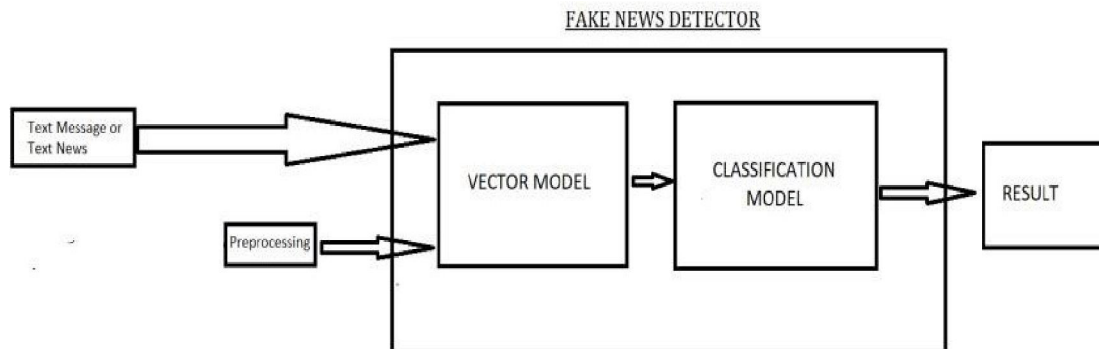 FAKE NEWS DETECTOR
Text Message or
Text News
VECTOR MODEL
CLASSIFICATION
MODEL
RESULT
Preprocessing